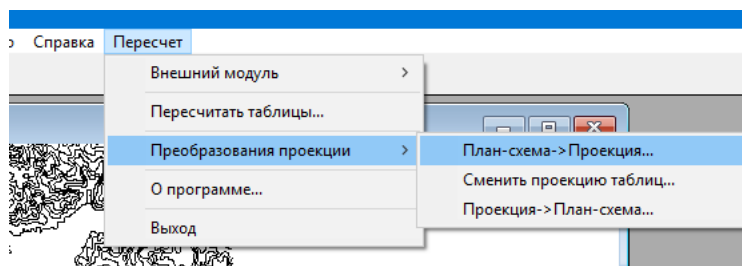 Справка Пересчет
Внешний модуль
Пересчитать таблицы...
Преобразования проекции
План-схема->Проекция...
Сменить проекцию таблиц...
О программе...
Проекция->План-схема...
Выход